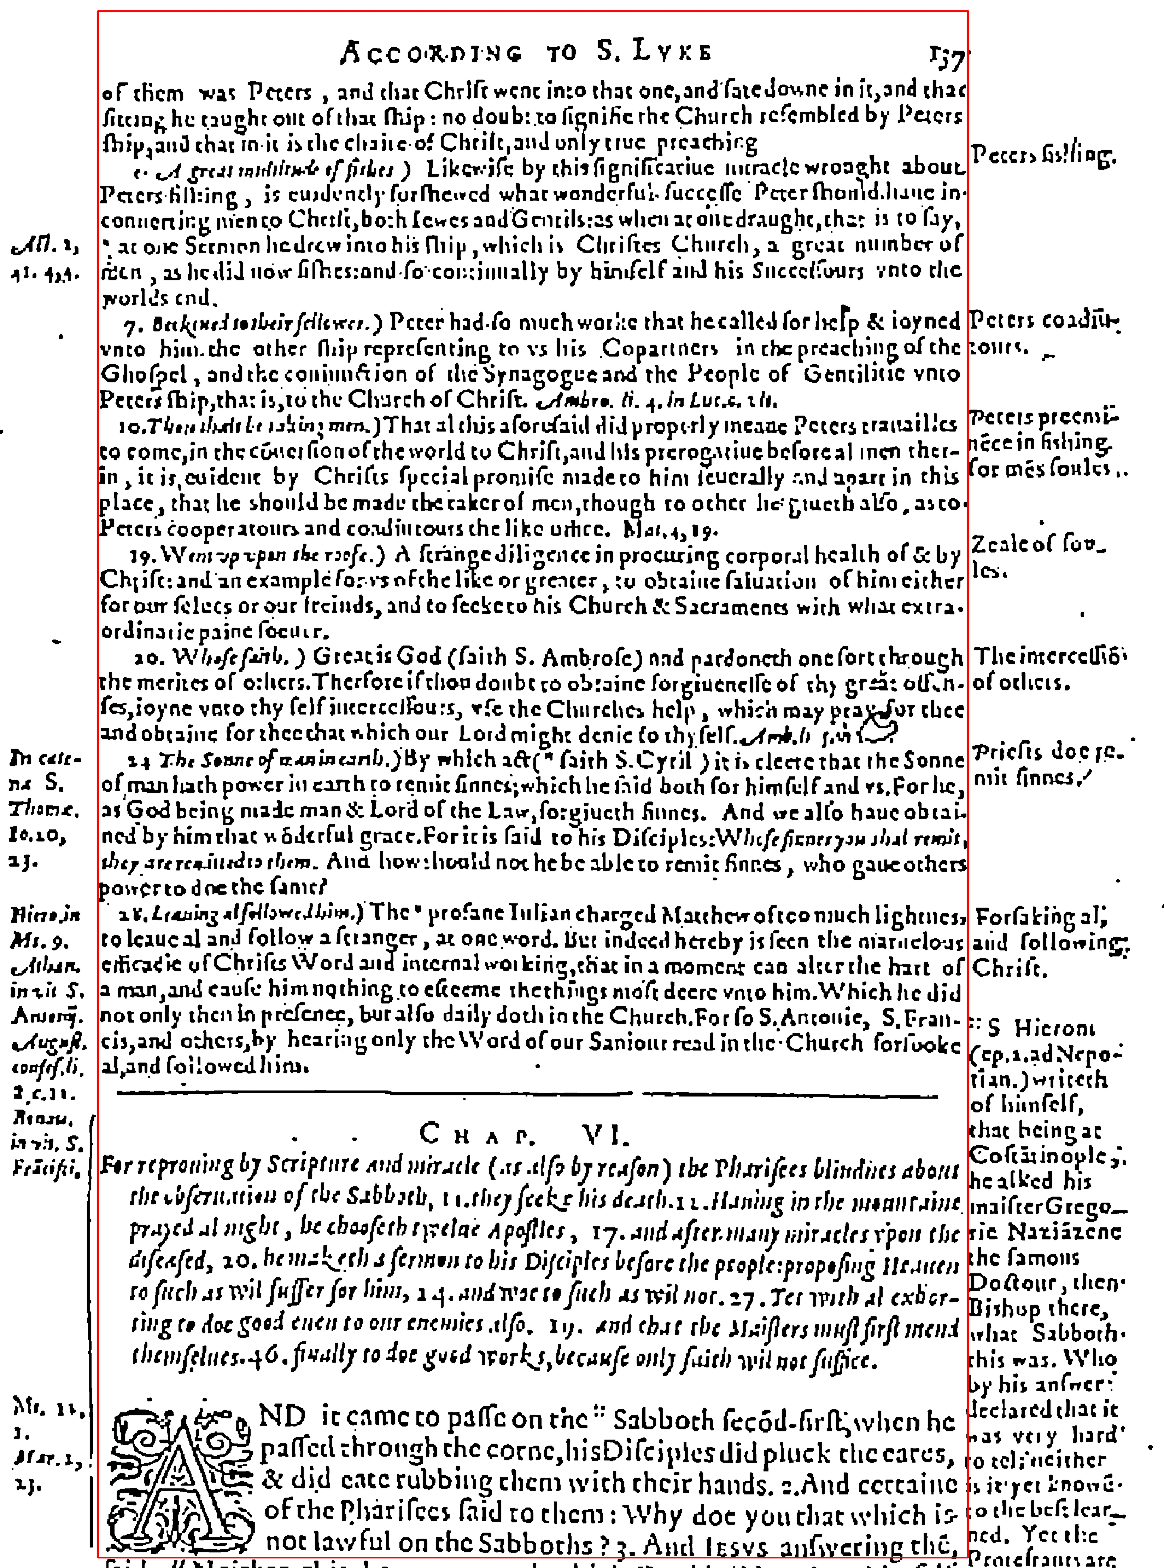 ACCORDING TO S. LVKE 137
of them was Peters, and that Chriſt went into that one, and ſate downe in it, and that
ſitting he taught out of that ſhip: no doubt to ſignifie the Church reſembled by Peters
ſhip, and that in it is the chaire of Chriſt, and only true preaching
A great multitude of fiſhes) Likewiſe by this ſignificatiue miracle wrought about
Peters fiſhing, is euidently forſhewed what wonderful ſucceſſe Peter ſhould haue in
conuerting men to Chriſt, both Iewes and Gentils: as when at one draught, that is to ſay,
" at one Sermon he drew into his ſhip, which is Chriſtes Church, a great number of
men, as he did now fiſhes: and ſo continually by himſelf and his Succeſſours vnto the
worlds end.
7. Beckened to their fellowes.) Peter had ſo much worke that he called for help & ioyned
vnto him the other ſhip repreſenting to vs his Copartners in the preaching of the
Ghoſpel, and the coniunction of the Synagogue and the People of Gentilitie vnto
Peters ſhip, that is, to the Church of Chriſt. Ambro. li. 4. in Luc. c. vlt.
10. Thou ſhalt be taking men.) That al this aforeſaid did properly meane Peters trauailles
to come, in the cõuerſion of the world to Chriſt, and his prerogatiue before al men ther-
in, it is euident by Chriſts ſpecial promiſe made to him ſeuerally and apart in this
place, that he ſhould be made the taker of men, though to other he giueth alſo, as to
Peters cooperatours and coadiutours the like office. Mat. 4, 19.
19. Went vp vpon the roofe.) A ſtrange diligence in procuring corporal health of & by
Chriſt: and an example for vs of the like or greater, to obtaine ſaluation of him either
for our ſelues or our freinds, and to ſeeke to his Church & Sacraments with what extra-
ordinarie paine ſoeuer.
20. Whoſe faith.) Great is God (ſaith S. Ambroſe) and pardoneth one ſort through
the merites of others. Therfore if thou doubt to obtaine forgiueneſſe of thy great offen-
ſes, ioyne vnto thy ſelf interceſſours, vſe the Churches help, which may pray for thee
and obtaine for thee that which our Lord might denie to thy ſelf. Amb. li
24 The Sonne of man in earth.) By which act (" ſaith S. Cyril) it is cleere that the Sonne
of man hath power in earth to remit ſinnes; which he ſaid both for himſelf and vs. For he,
as God being made man & Lord of the Law, forgiueth ſinnes. And we alſo haue obtai-
ned by him that wõderful grace. For it is ſaid to his Diſciples: Whoſe ſinnes you shal remit,
they are remitted to them. And how ſhould not he be able to remit ſinnes, who gaue others
power to doe the ſame?
28. Leauing al followed him.) The " profane Iulian charged Matthew of too much lightnes,
to leaue al and follow a ſtranger, at one word. But indeed hereby is ſeen the maruelous
efficacie of Chriſts Word and internal working, that in a moment can alter the hart of
a man, and cauſe him nothing to eſteeme the things moſt deere vnto him. Which he did
not only then in preſence, but alſo daily doth in the Church. For ſo S. Antonie, S. Fran-
cis, and others, by hearing only the Word of our Sauiour read in the Church forſooke
al, and followed him.
CHAP. VI.
For reprouing by Scripture and miracle (as alſo by reaſon) the Phariſees blindnes about
the obſeruation of the Sabboth, 11. they ſeeke his death. 12. Hauing in the mountaine
prayed al night, he chooſeth twelue Apoſtles, 17. and after many miracles vpon the
diſeaſed, 20. he maketh a ſermon to his Diſciples before the people: propoſing Heauen
to ſuch as wil ſuffer for him, 24. and woe to ſuch as wil not. 27. Yet with al exhor-
ting to doe good euen to our enemies alſo. 39. and that the Maiſters muſt firſt mend
themſelues. 46. finally to doe good works, becauſe only faith wil not ſuffice.
AND it came to paſſe on the :: Sabboth ſecõd-firſt, when he
paſſed through the corne, his Diſciples did pluck the eares,
& did eate rubbing them with their hands. 2. And certaine
of the Phariſees ſaid to them: Why doe you that which is
not lawful on the Sabboths? 3. And IESVS anſwering thẽ,
Act. 2,
41. 4, 4.
In cate-
na S.
Thomæ.
Io. 20,
23.
Hiero. in
Mt. 9.
Athan.
in vit S.
Anton.
Auguſt.
confeſ. li.
8. c. 11.
Bonau.
in vit. S.
Frãciſci.
Mt. 12,
1.
Mar. 2,
23.
Peters fiſhing.
Peters coadiu-
tours.
Peters preemi-
nẽce in fiſhing
for mẽs ſoules.
Zeale of ſou-
les.
The interceſſiõ
of others.
Prieſts doe re-
mit ſinnes.
Forſaking al,
and following
Chriſt.
:: S Hierom
(ep. 2. ad Nepo-
tian.) writeth
of himſelf,
that being at
Coſtãtinople,
he asked his
maiſter Grego-
rie Naziãzene
the famous
Doctour, then
Bishop there,
what Sabboth
this was. Who
by his anſwer
declared that it
was very hard
to tel: neither
is it yet knowẽ
to the beſt lear-
ned. Yet the
Proteſtants are